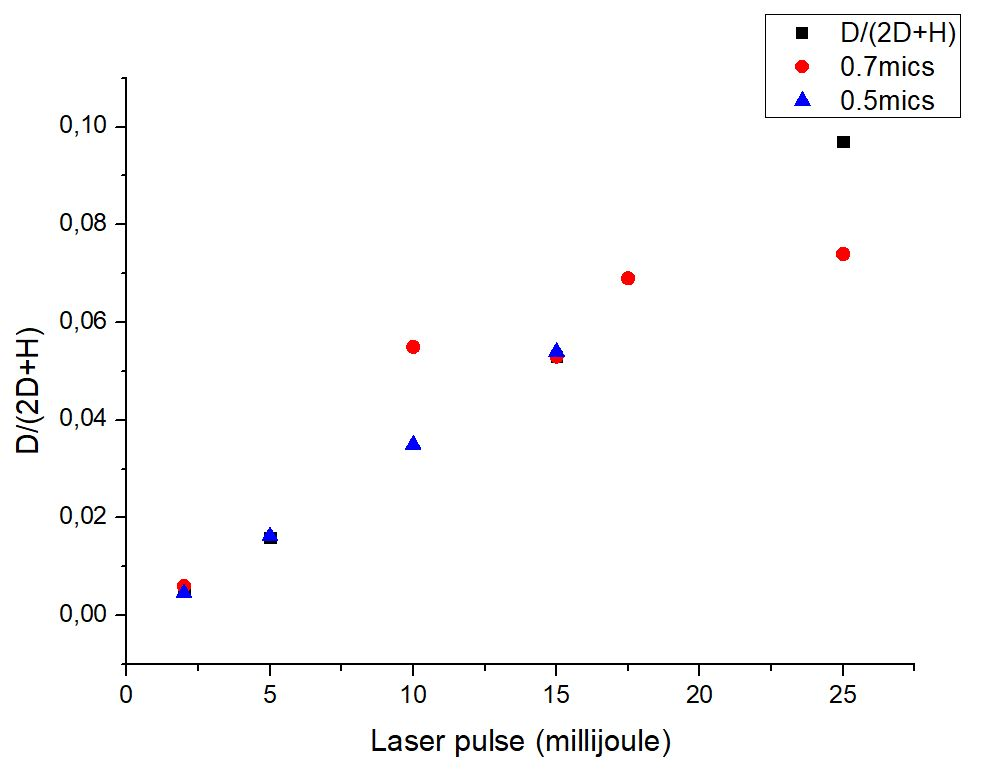 D/(2D+H)
0.7mics
0.5mics
0,10
0,08
0,06
0,04
0,02
0,00
D/(2D+H)
0 5 10 15 20 25
Laser pulse (millijoule)